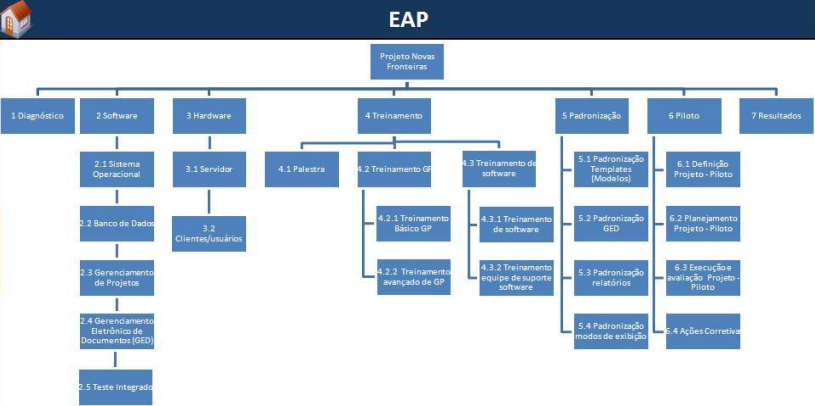 EAP
Projeto Novas
Fronteiras
1 Diagnóstico
2 Software
3 Hardware
4 Treinamento
5 Padronização
6 Piloto
7 Resultados
2.1 Sistema
Operacional
2.2 Banco de Dados
2.3 Gerenciamento
de Projetos
2.4 Gerenciamento
Eletrônico de
Documentos (GED)
2.5 Teste Integrado
3.1 Servidor
3.2
Clientes/usuários
4.1 Palestra
4.2 Treinamento GP
4.2.1 Treinamento
Básico GP
4.2.2 Treinamento
avançado de GP
4.3 Treinamento de
software
4.3.1 Treinamento
de software
4.3.2 Treinamento
equipe de suporte
software
5.1 Padronização
Templates
(Modelos)
5.2 Padronização
GED
5.3 Padronização
relatórios
5.4 Padronização
modos de exibição
6.1 Definição
Projeto - Piloto
6.2 Planejamento
Projeto - Piloto
6.3 Execução e
avaliação Projeto -
Piloto
6.4 Ações Corretiva